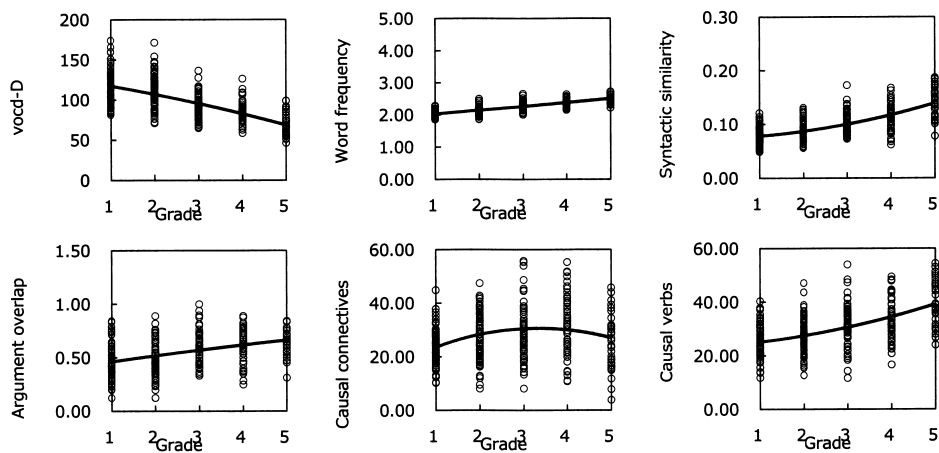 vocd-D
200
150
100
50
0
1 2 3 4 5
Grade
Word frequency
5.00
4.00
3.00
2.00
1.00
0.00
1 2 3 4 5
Grade
Syntactic similarity
0.30
0.20
0.10
0.00
1 2 3 4 5
Grade
Argument overlap
1.50
1.00
0.50
0.00
1 2 3 4 5
Grade
Causal connectives
60.00
40.00
20.00
0.00
1 2 3 4 5
Grade
Causal verbs
60.00
40.00
20.00
0.00
1 2 3 4 5
Grade